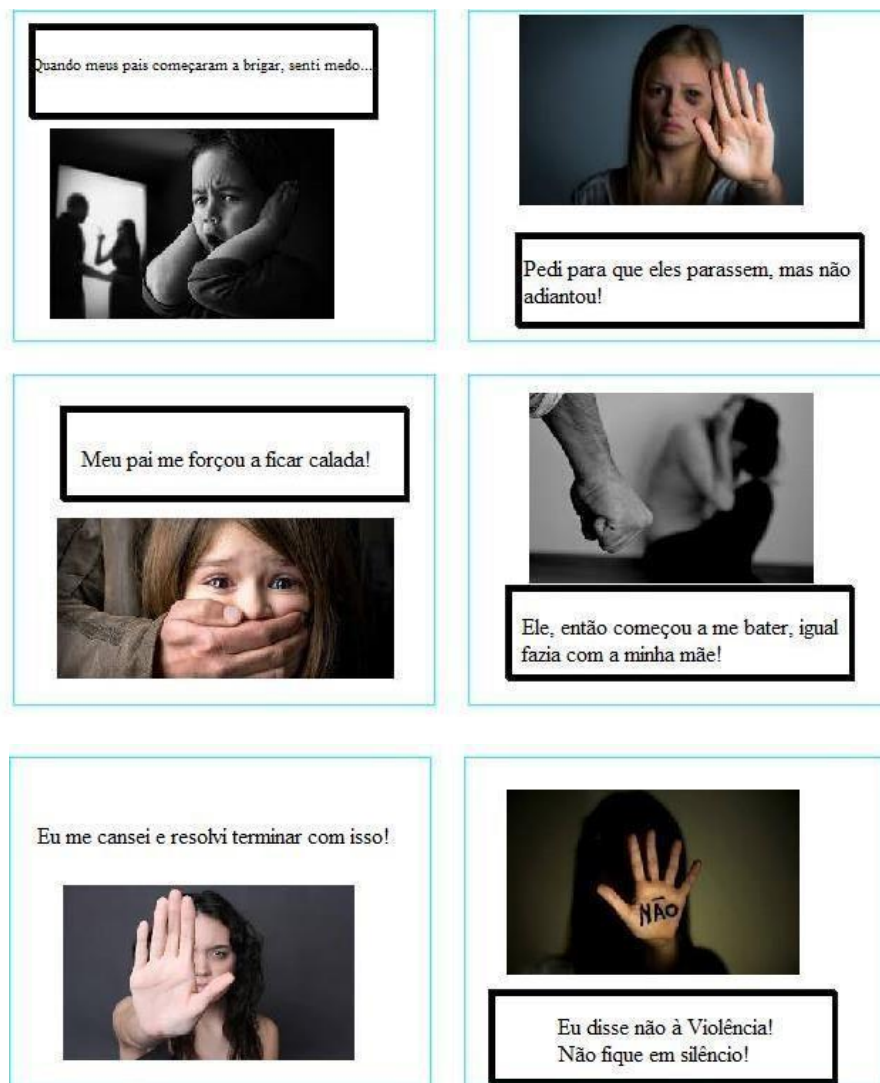 Quando meus pais começaram a brigar, senti medo...
Pedi para que eles parassem, mas não
adiantou!
Meu pai me forçou a ficar calada!
Ele, então começou a me bater, igual
fazia com a minha mãe!
Eu me cansei e resolvi terminar com isso!
NÃO
Eu disse não à Violência!
Não fique em silêncio!